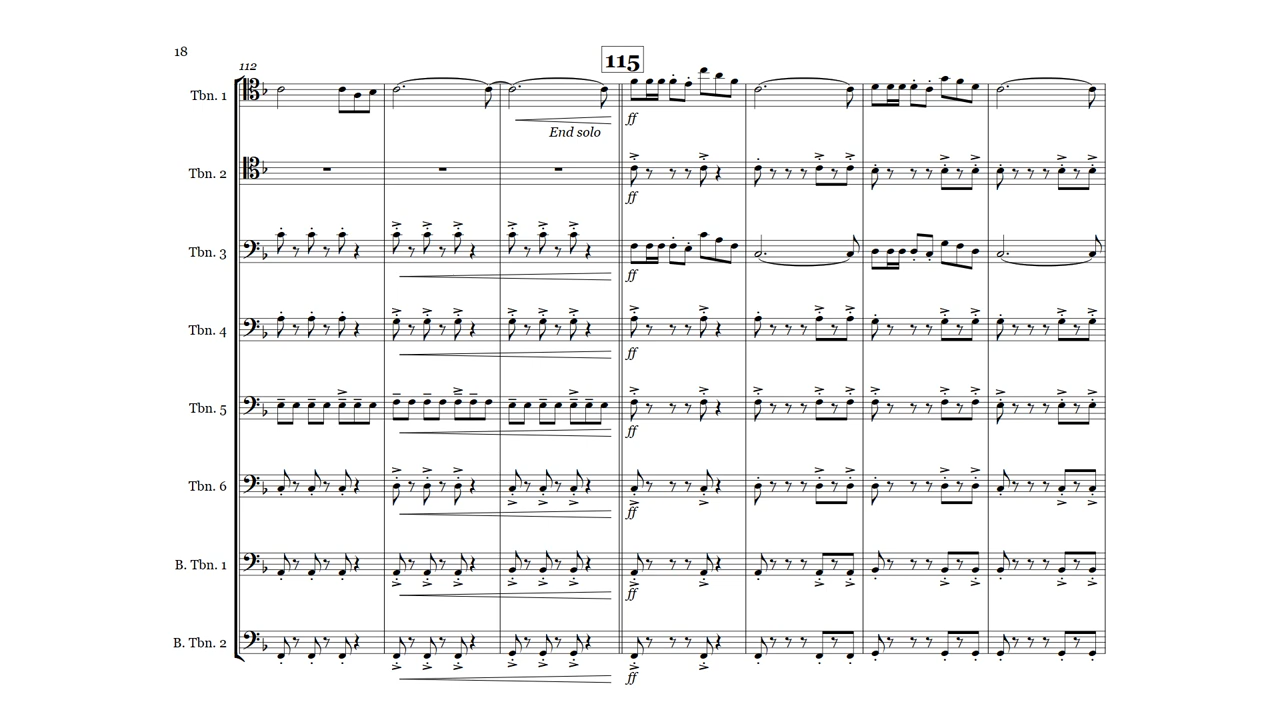 18
115
112
Tbn. 1
End solo
ff
Tbn. 2
ff
Tbn. 3
ff
Tbn. 4
ff
Tbn. 5
ff
Tbn. 6
ff
B. Tbn. 1
ff
B. Tbn. 2
ff